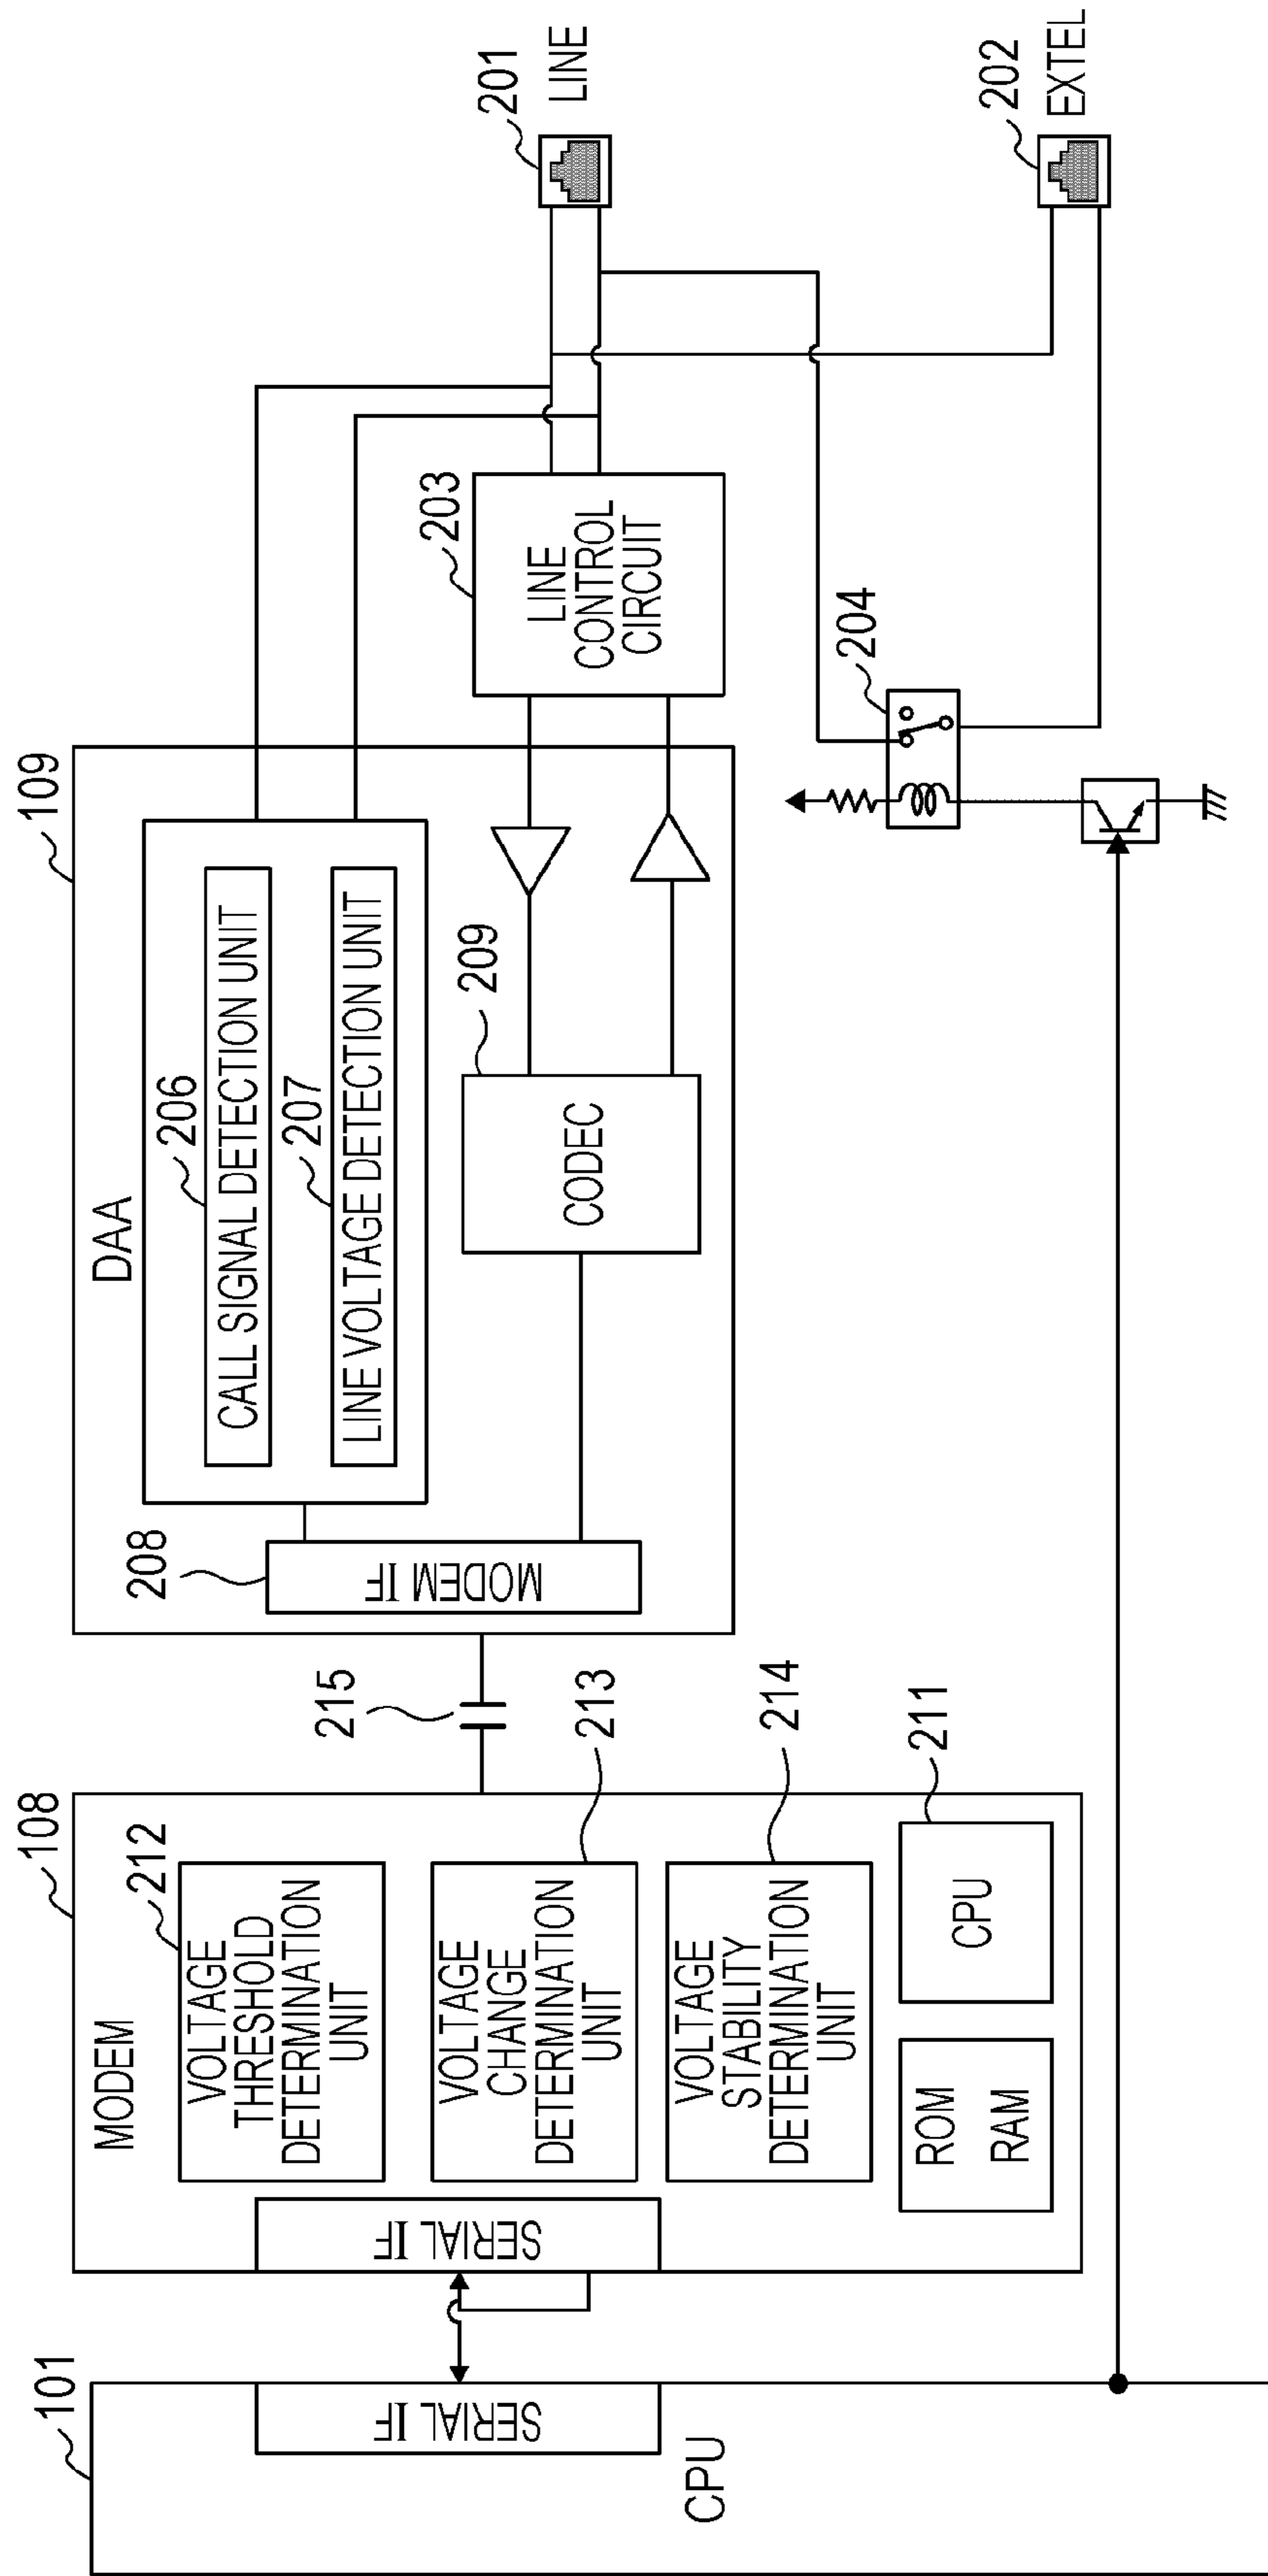 101
CPU
SERIAL IF
108
MODEM
SERIAL IF
212
VOLTAGE
THRESHOLD
DETERMINATION
UNIT
213
VOLTAGE
CHANGE
DETERMINATION
UNIT
214
VOLTAGE
STABILITY
DETERMINATION
UNIT
ROM
RAM
211
CPU
215
109
DAA
208
MODEM IF
206
CALL SIGNAL DETECTION UNIT
207
LINE VOLTAGE DETECTION UNIT
209
CODEC
203
LINE
CONTROL
CIRCUIT
204
201
LINE
202
EXTEL